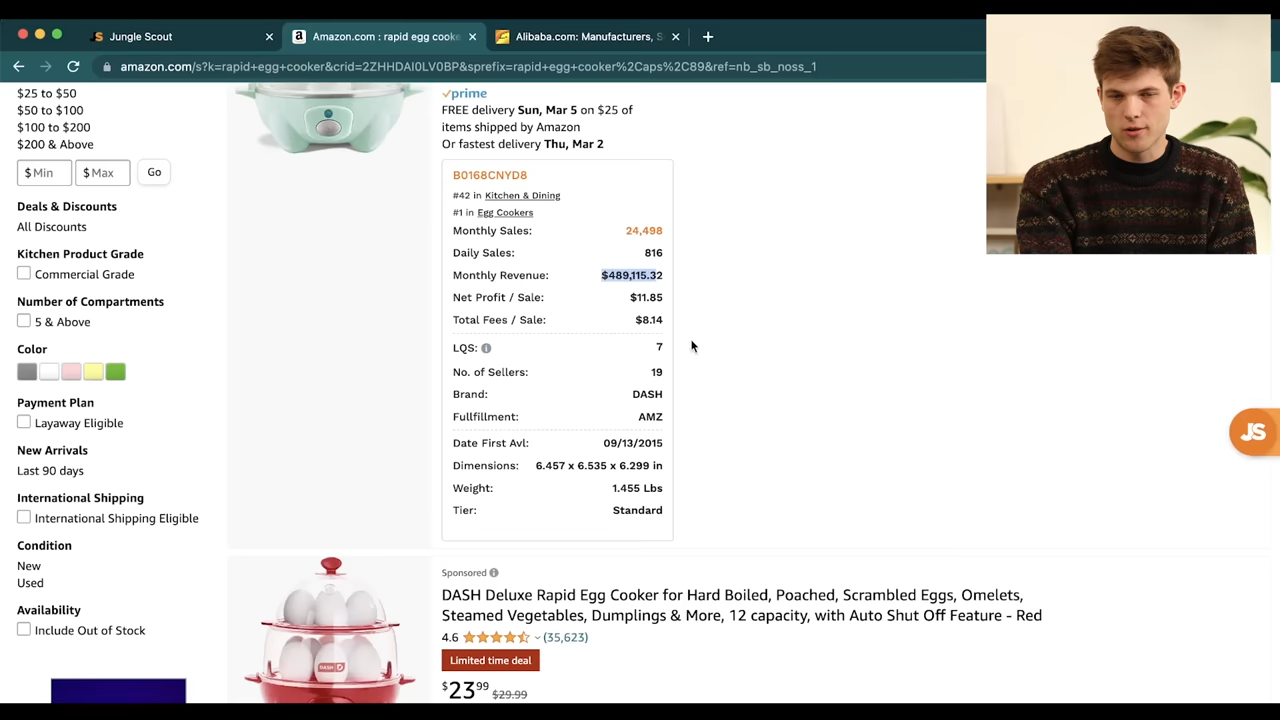 Jungle Scout
Amazon.com : rapid egg cooke
Alibaba.com: Manufacturers, S
amazon.com/s?k=rapid+egg+cooker&crid=2ZHHDAI0LV0BP&sprefix=rapid+egg+cooker%2Caps%2C89&ref=nb_sb_noss_1
$25 to $50
$50 to $100
$100 to $200
$200 & Above
$ Min
$ Max
Go
Deals & Discounts
All Discounts
Kitchen Product Grade
Commercial Grade
Number of Compartments
5 & Above
Color
Payment Plan
Layaway Eligible
New Arrivals
Last 90 days
International Shipping
International Shipping Eligible
Condition
New
Used
Availability
Include Out of Stock
prime
FREE delivery Sun, Mar 5 on $25 of
items shipped by Amazon
Or fastest delivery Thu, Mar 2
B0168CNYD8
#42 in Kitchen & Dining
#1 in Egg Cookers
Monthly Sales: 24,498
Daily Sales: 816
Monthly Revenue: $489,115.32
Net Profit / Sale: $11.85
Total Fees / Sale: $8.14
LQS: 7
No. of Sellers: 19
Brand: DASH
Fullfillment: AMZ
Date First Avl: 09/13/2015
Dimensions: 6.457 x 6.535 x 6.299 in
Weight: 1.455 Lbs
Tier: Standard
JS
Sponsored
DASH Deluxe Rapid Egg Cooker for Hard Boiled, Poached, Scrambled Eggs, Omelets,
Steamed Vegetables, Dumplings & More, 12 capacity, with Auto Shut Off Feature - Red
4.6 (35,623)
Limited time deal
$23 99 $29.99
DASH